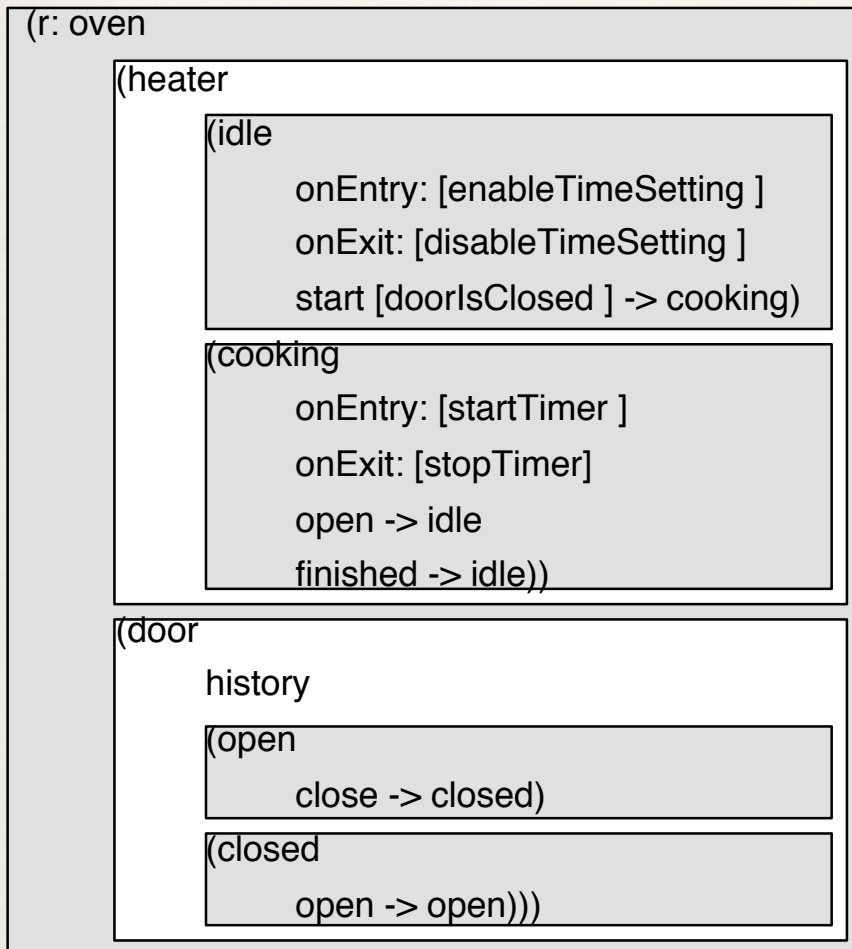 (r: oven
(heater
(idle
onEntry: [enableTimeSetting ]
onExit: [disableTimeSetting ]
start [doorIsClosed ] -> cooking)
(cooking
onEntry: [startTimer ]
onExit: [stopTimer]
open -> idle
finished -> idle))
(door
history
(open
close -> closed)
(closed
open -> open)))